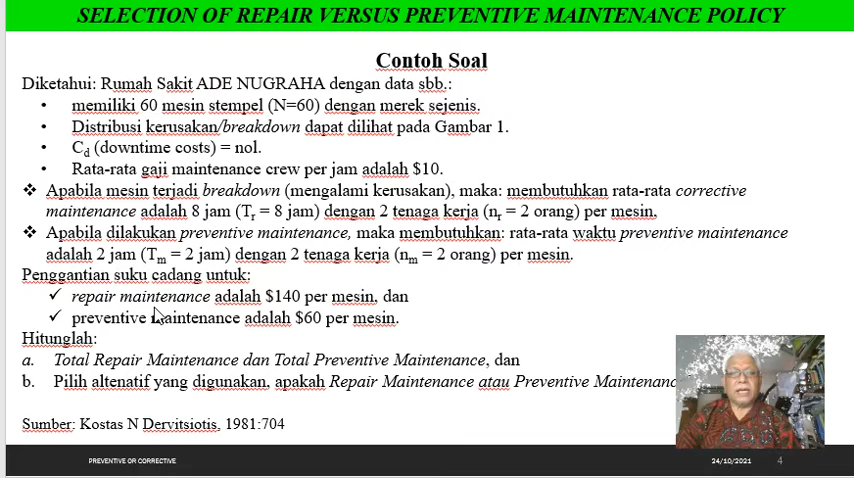 SELECTION OF REPAIR VERSUS PREVENTIVE MAINTENANCE POLICY
Contoh Soal
Diketahui: Rumah Sakit ADE NUGRAHA dengan data sbb.:
• memiliki 60 mesin stempel (N=60) dengan merek sejenis.
• Distribusi kerusakan/breakdown dapat dilihat pada Gambar 1.
• Cd (downtime costs) = nol.
• Rata-rata gaji maintenance crew per jam adalah $10.
❖ Apabila mesin terjadi breakdown (mengalami kerusakan), maka: membutuhkan rata-rata corrective
maintenance adalah 8 jam (Tr = 8 jam) dengan 2 tenaga kerja (nr = 2 orang) per mesin,
❖ Apabila dilakukan preventive maintenance, maka membutuhkan: rata-rata waktu preventive maintenance
adalah 2 jam (Tm = 2 jam) dengan 2 tenaga kerja (nm = 2 orang) per mesin.
Penggantian suku cadang untuk:
✓ repair maintenance adalah $140 per mesin, dan
✓ preventive maintenance adalah $60 per mesin.
Hitunglah:
a. Total Repair Maintenance dan Total Preventive Maintenance, dan
b. Pilih altenatif yang digunakan, apakah Repair Maintenance atau Preventive Maintenanc
Sumber: Kostas N Dervitsiotis, 1981:704
PREVENTIVE OR CORRECTIVE
24/10/2021
4